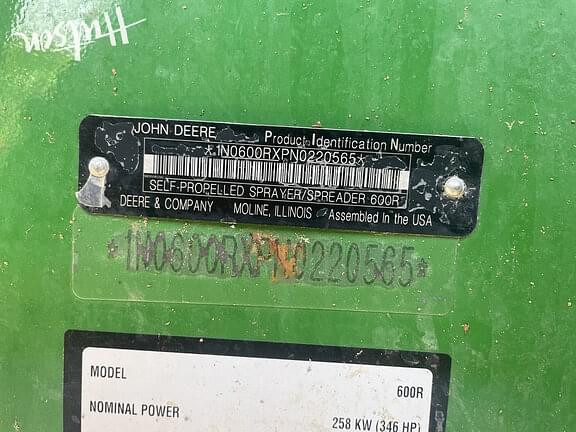 Hudson
JOHN DEERE Product Identification Number
*1N0600RXPN0220565*
SELF-PROPELLED SPRAYER/SPREADER 600R
DEERE & COMPANY MOLINE, ILLINOIS Assembled in the USA
*1N0600RXPN0220565*
MODEL 600R
NOMINAL POWER 258 KW (346 HP)